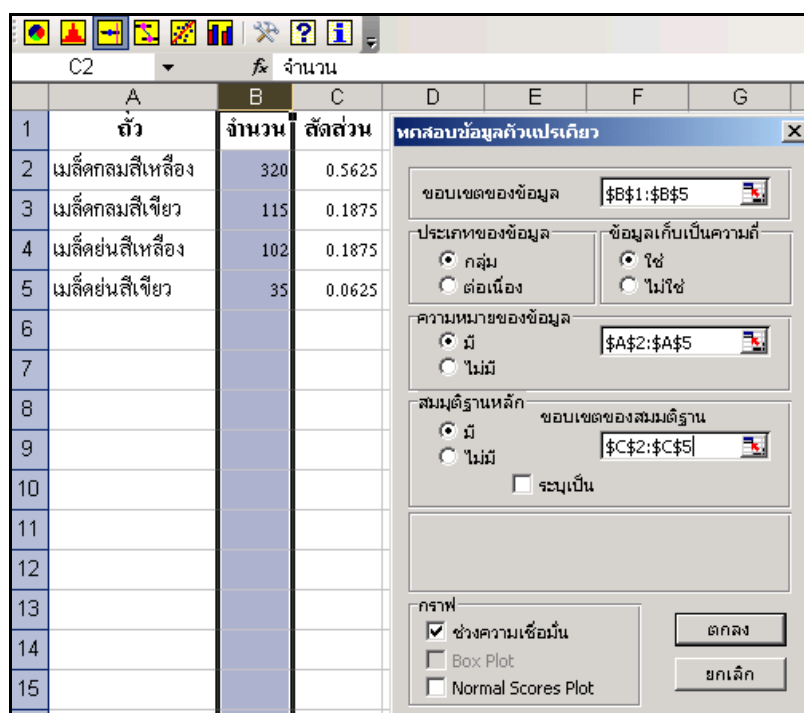 C2 fx จำนวน
A B C D E F G
1 ถั่ว จำนวน สัดส่วน
2 เมล็ดกลมสีเหลือง 320 0.5625
3 เมล็ดกลมสีเขียว 115 0.1875
4 เมล็ดย่นสีเหลือง 102 0.1875
5 เมล็ดย่นสีเขียว 35 0.0625
6
7
8
9
10
11
12
13
14
15
ทดสอบข้อมูลตัวแปรเดียว
ขอบเขตของข้อมูล $B$1:$B$5
ประเภทของข้อมูล ข้อมูลเก็บเป็นความถี่
กลุ่ม ใช่
ต่อเนื่อง ไม่ใช่
ความหมายของข้อมูล
มี $A$2:$A$5
ไม่มี
สมมุติฐานหลัก ขอบเขตของสมมติฐาน
มี $C$2:$C$5
ไม่มี
ระบุเป็น
กราฟ
ช่วงความเชื่อมั่น ตกลง
Box Plot
Normal Scores Plot ยกเลิก